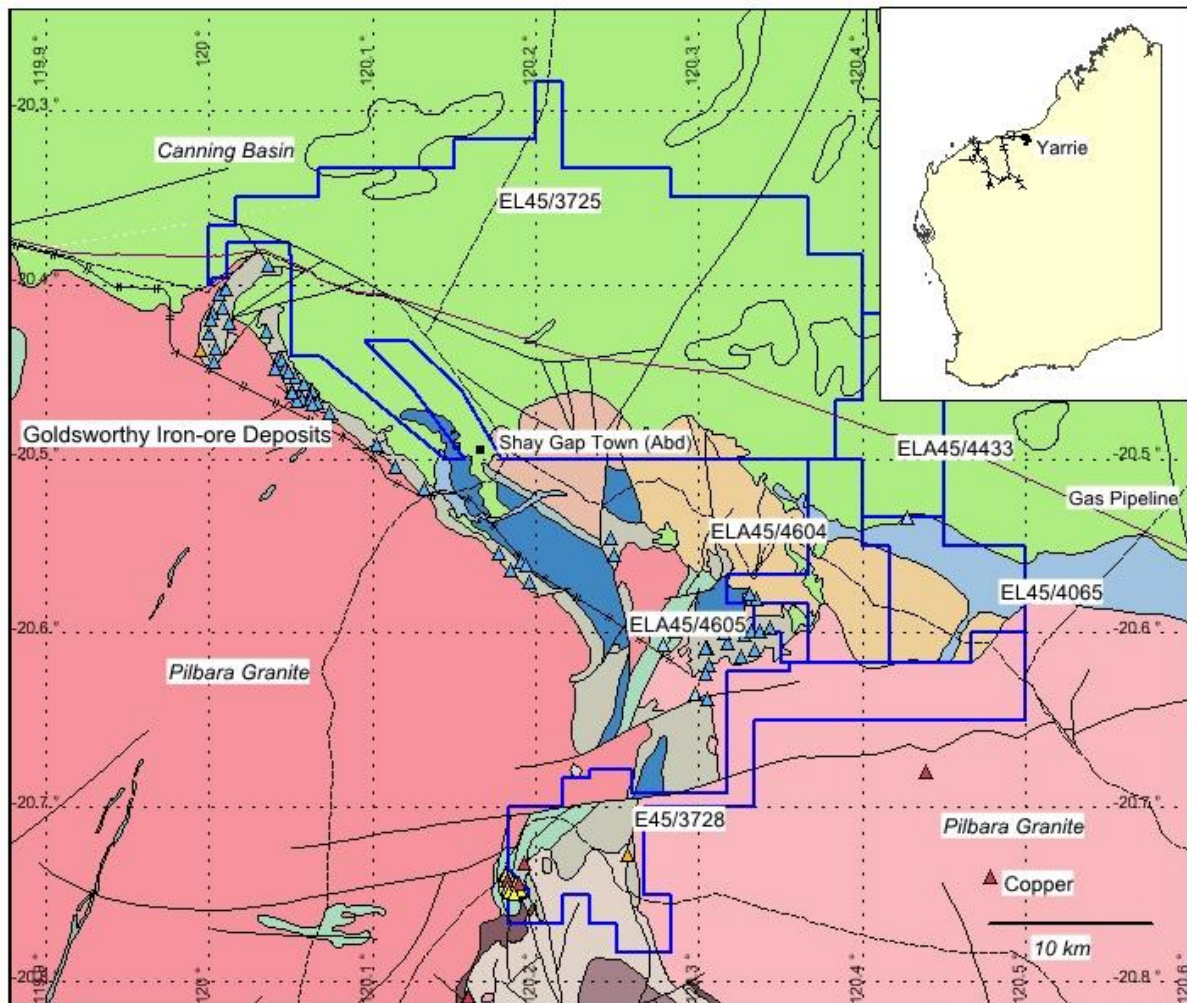 119.9 °
120 °
120.1 °
120.2 °
120.3 °
120.4 °
-20.3 °
Canning Basin
Yarrie
EL45/3725
-20.4 °
-20.4 °
Goldsworthy Iron-ore Deposits
Shay Gap Town (Abd)
ELA45/4433
-20.5 °
-20.5 °
Gas Pipeline
ELA45/4604
EL45/4065
ELA45/4605
-20.6 °
-20.6 °
Pilbara Granite
-20.7 °
-20.7 °
E45/3728
Pilbara Granite
Copper
10 km
-20.8 °
-20.8 °
119.9 °
120 °
120.1 °
120.2 °
120.3 °
120.4 °
120.5 °
120.6 °